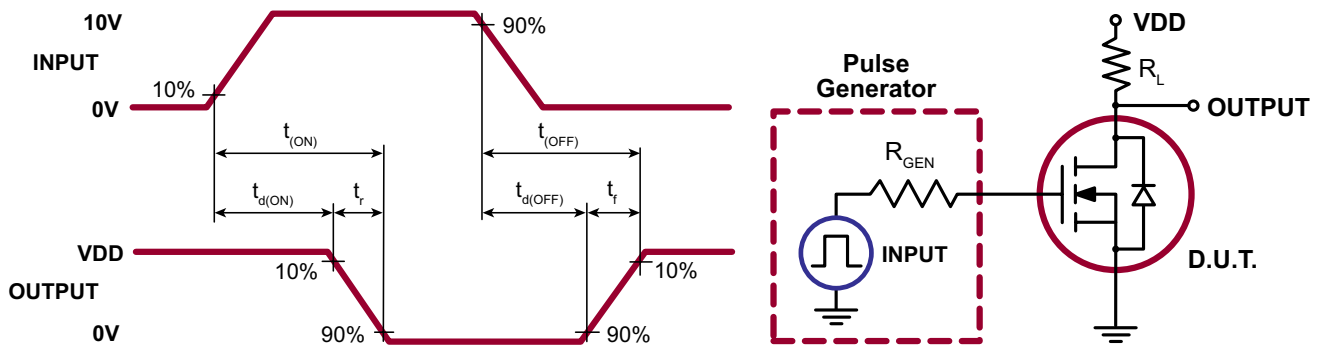 10V
INPUT
10%
0V
90%
t(ON)
t(OFF)
td(ON)
tr
td(OFF)
tf
VDD
OUTPUT
0V
10%
90%
90%
10%
Pulse
Generator
RGEN
INPUT
VDD
RL
OUTPUT
D.U.T.